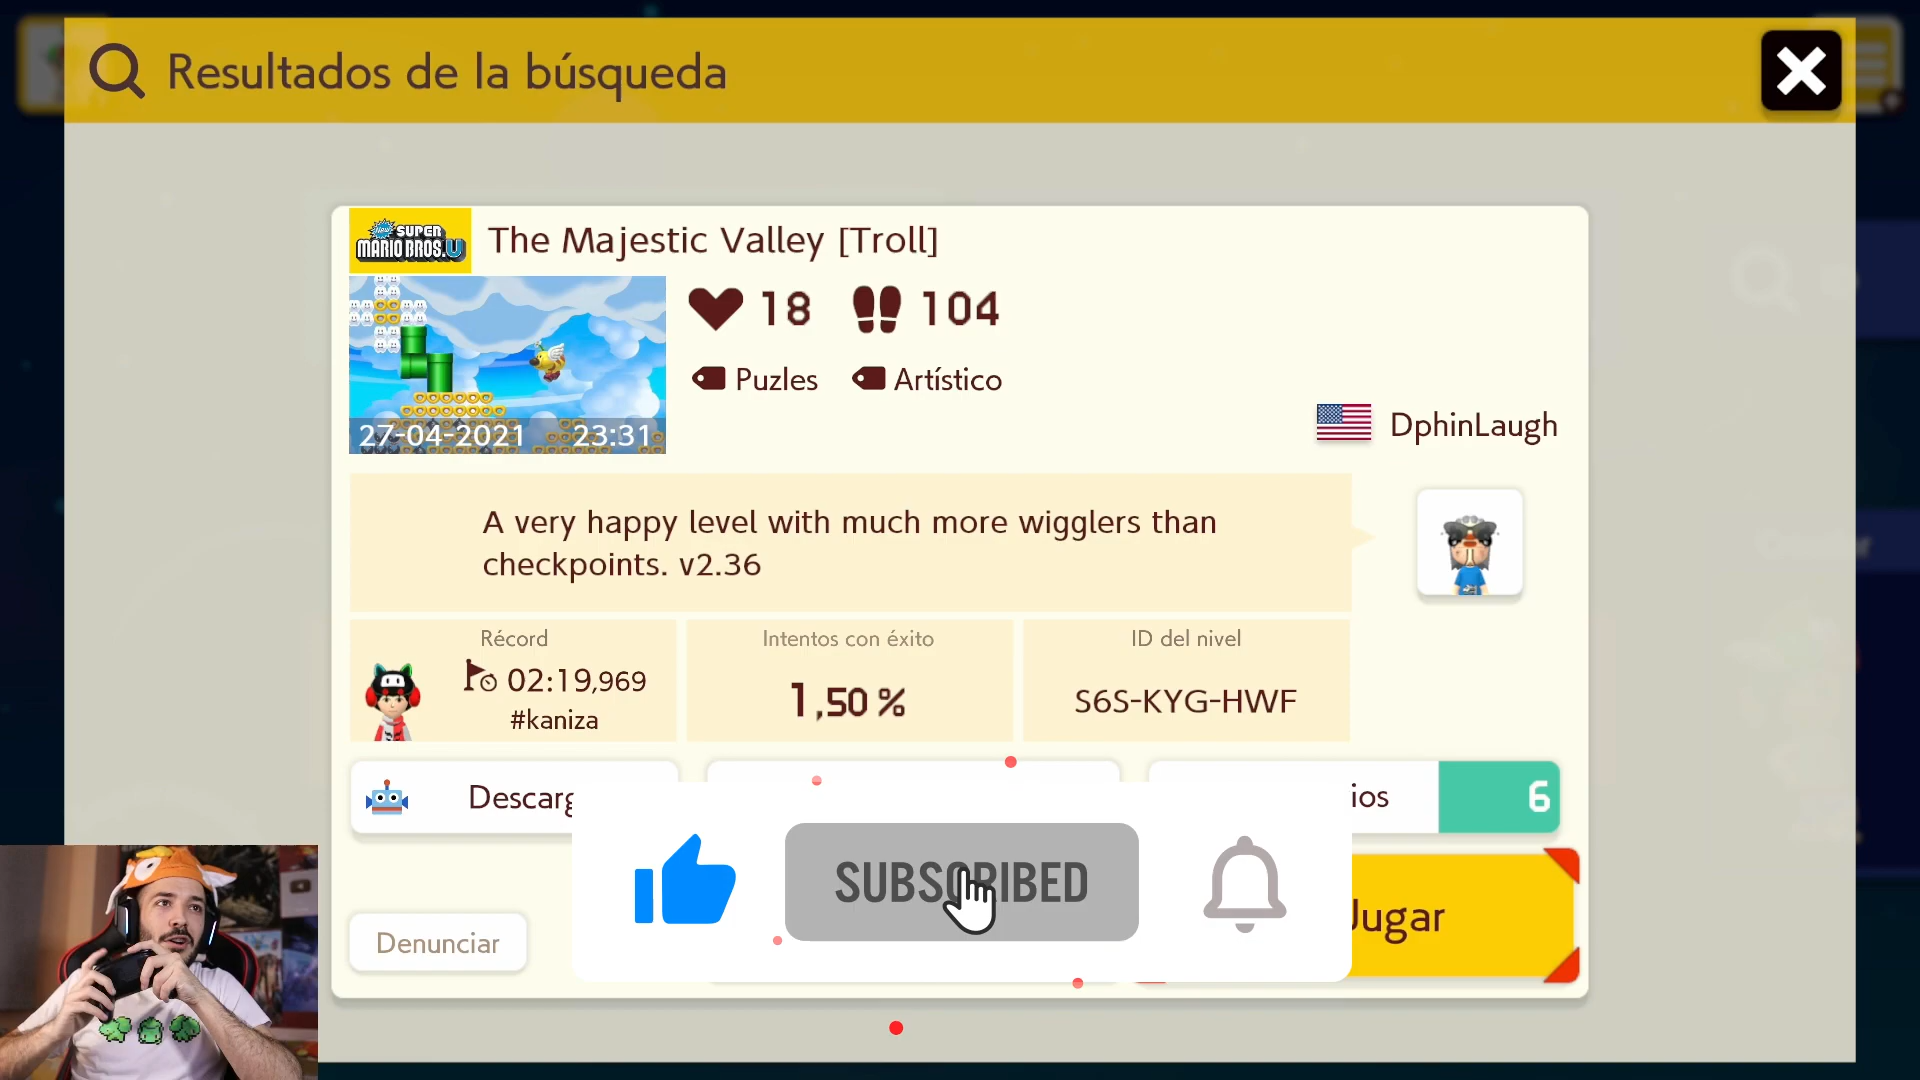 Resultados de la búsqueda
New SUPER MARIO BROS. U
The Majestic Valley [Troll]
18 104
Puzles Artístico
27-04-2021 23:31
DphinLaugh
A very happy level with much more wigglers than
checkpoints. v2.36
Récord
02:19,969
#kaniza
Intentos con éxito
1,50 %
ID del nivel
S6S-KYG-HWF
Descarg
ios
6
SUBSCRIBED
Jugar
Denunciar